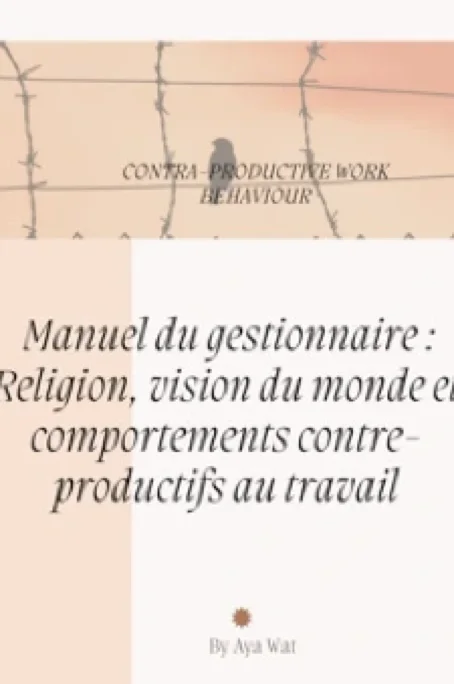 CONTRA-PRODUCTIVE WORK
BEHAVIOUR
Manuel du gestionnaire :
Religion, vision du monde et
comportements contre-
productifs au travail
By Aya Wat